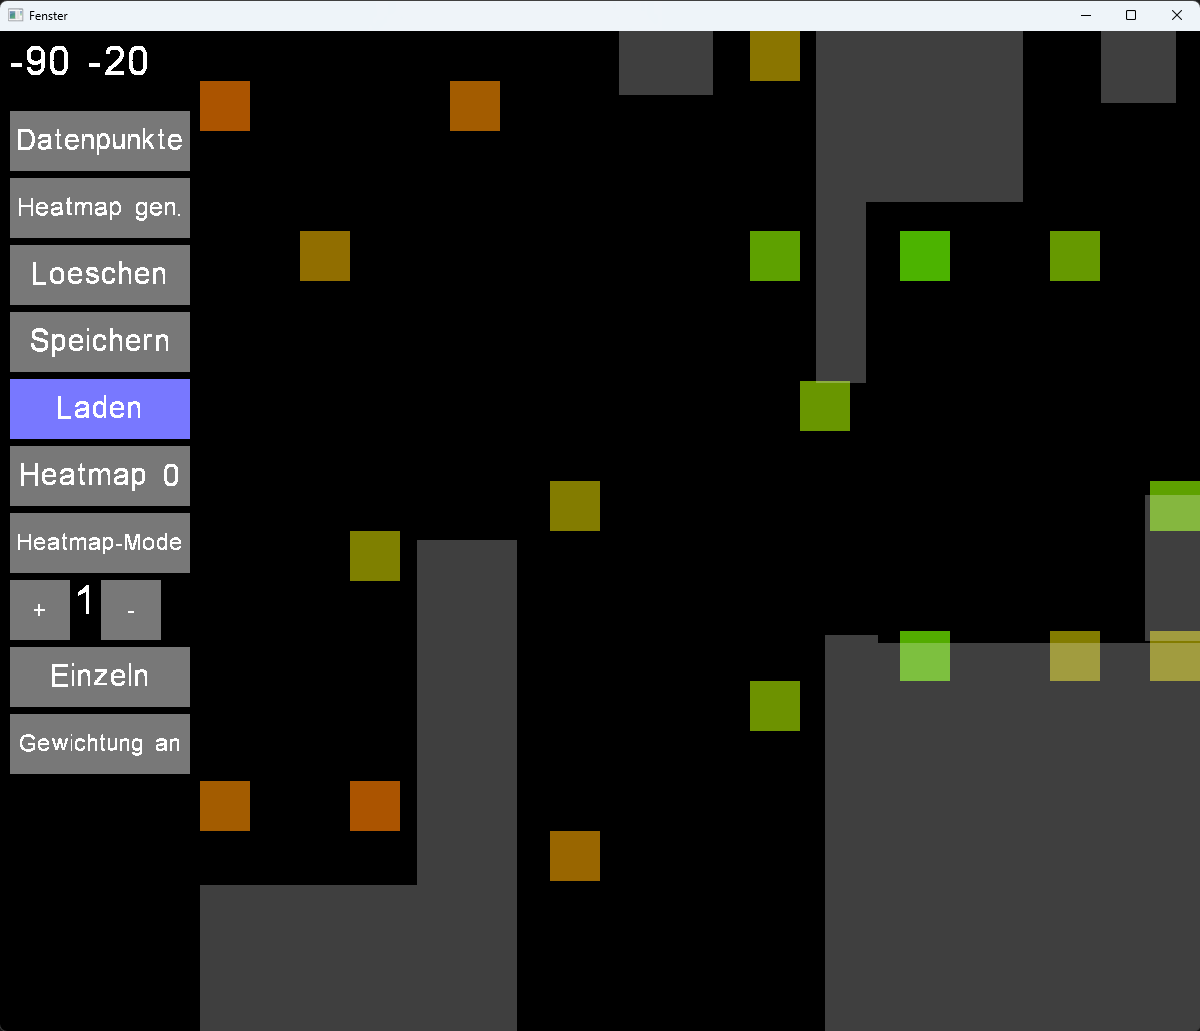 Fenster
-90 -20
Datenpunkte
Heatmap gen.
Loeschen
Speichern
Laden
Heatmap 0
Heatmap-Mode
+ 1 -
Einzeln
Gewichtung an